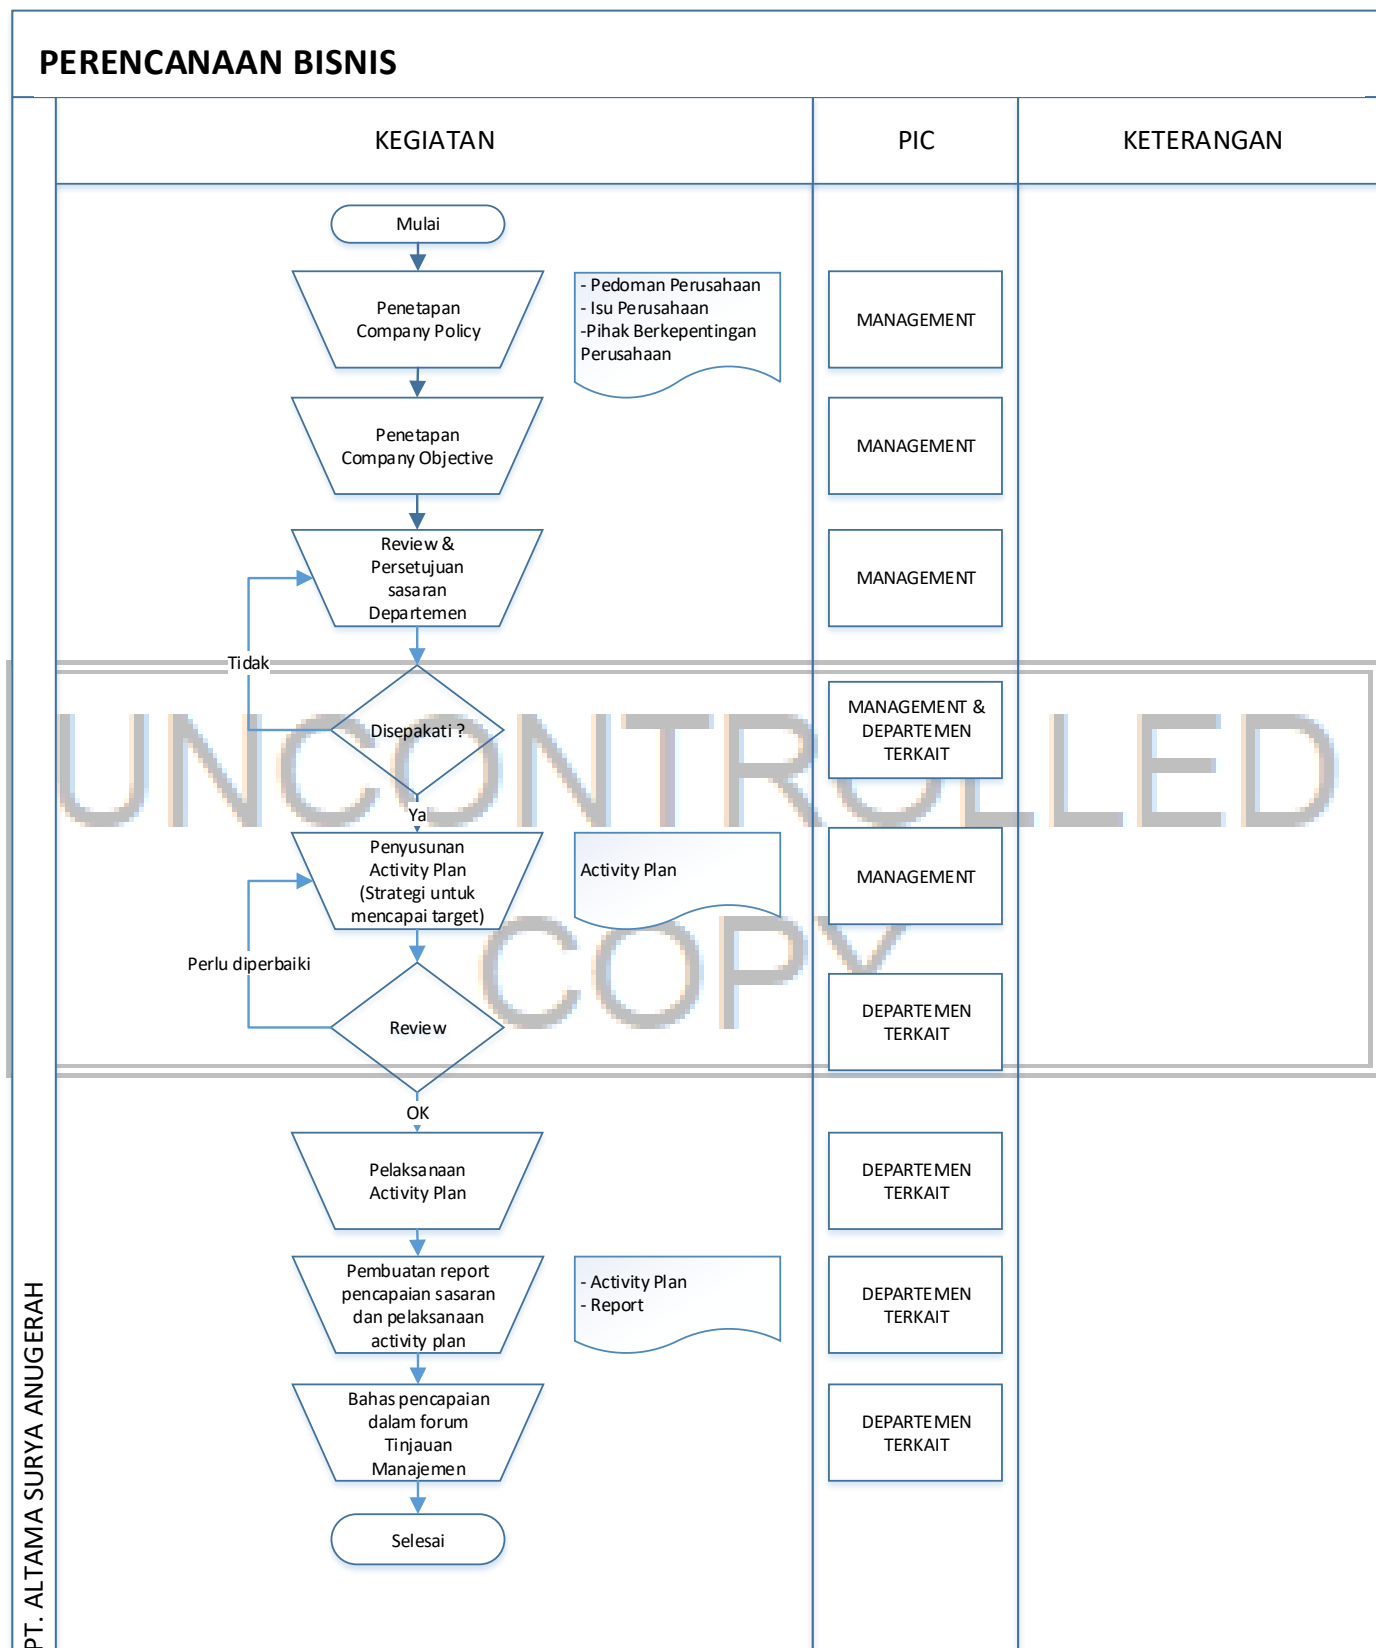 PERENCANAAN BISNIS
KEGIATAN
PIC
KETERANGAN
Mulai
Penetapan
Company Policy
- Pedoman Perusahaan
- Isu Perusahaan
-Pihak Berkepentingan
Perusahaan
MANAGEMENT
Penetapan
Company Objective
MANAGEMENT
Review &
Persetujuan
sasaran
Departemen
MANAGEMENT
Tidak
Disepakati ?
MANAGEMENT &
DEPARTEMEN
TERKAIT
UNCONTROLLED
COPY
Ya
Penyusunan
Activity Plan
(Strategi untuk
mencapai target)
Activity Plan
MANAGEMENT
Perlu diperbaiki
Review
DEPARTEMEN
TERKAIT
OK
Pelaksanaan
Activity Plan
DEPARTEMEN
TERKAIT
Pembuatan report
pencapaian sasaran
dan pelaksanaan
activity plan
- Activity Plan
- Report
DEPARTEMEN
TERKAIT
Bahas pencapaian
dalam forum
Tinjauan
Manajemen
DEPARTEMEN
TERKAIT
Selesai
PT. ALTAMA SURYA ANUGERAH